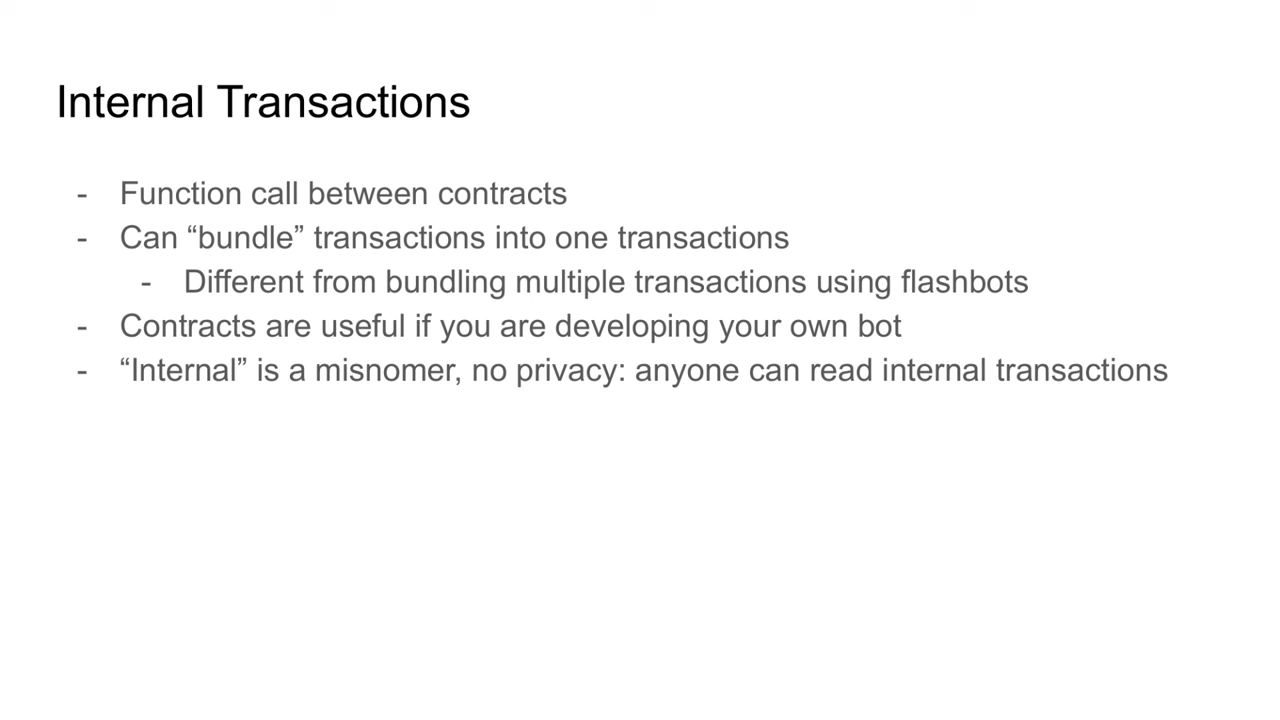 Internal Transactions
- Function call between contracts
- Can “bundle” transactions into one transactions
- Different from bundling multiple transactions using flashbots
- Contracts are useful if you are developing your own bot
- “Internal” is a misnomer, no privacy: anyone can read internal transactions